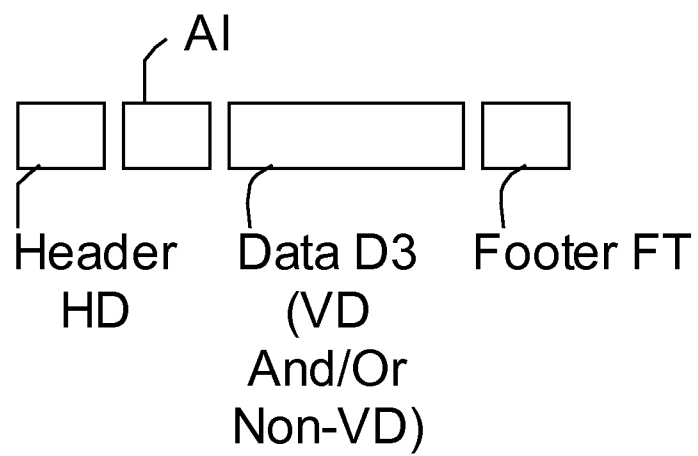 AI
Header
HD
Data D3
(VD
And/Or
Non-VD)
Footer FT